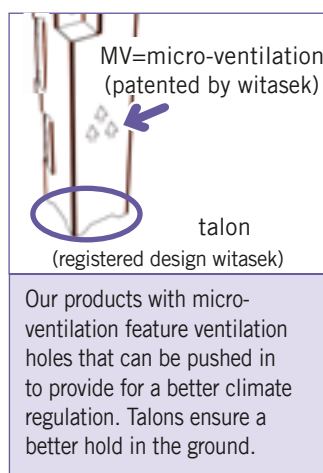 MV=micro-ventilation
(patented by witasek)
talon
(registered design witasek)
Our products with micro-
ventilation feature ventilation
holes that can be pushed in
to provide for a better climate
regulation. Talons ensure a
better hold in the ground.